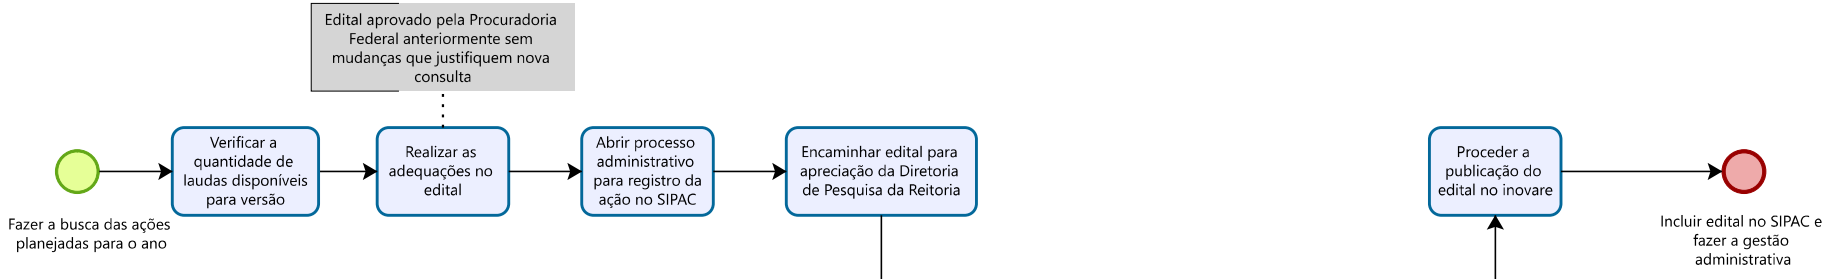 Edital aprovado pela Procuradoria
Federal anteriormente sem
mudanças que justifiquem nova
consulta
Fazer a busca das ações
planejadas para o ano
Verificar a
quantidade de
laudas disponíveis
para versão
Realizar as
adequações no
edital
Abrir processo
administrativo
para registro da
ação no SIPAC
Encaminhar edital para
apreciação da Diretoria
de Pesquisa da Reitoria
Proceder a
publicação do
edital no inovare
Incluir edital no SIPAC e
fazer a gestão
administrativa